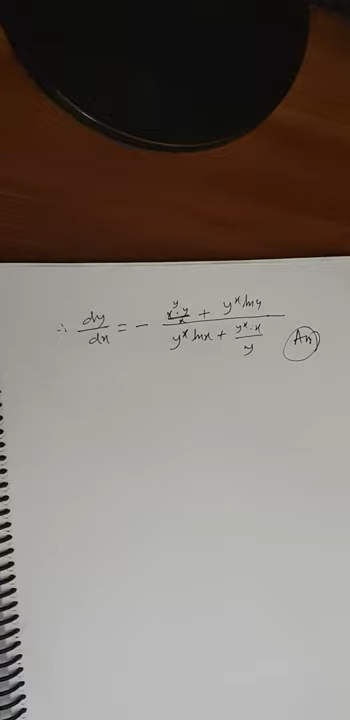 ∴ dy/dx = - (x^y·y/x + y^x ln y) / (y^x ln x + y^x·x/y) Ans